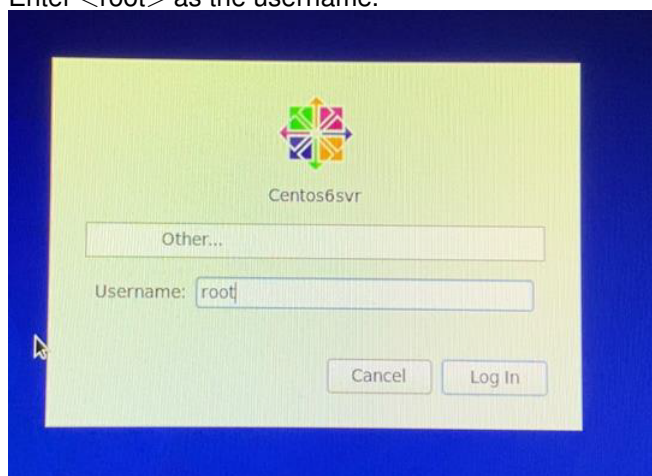 Enter <root> as the username.
Centos6svr
Other...
Username: root
Cancel Log In